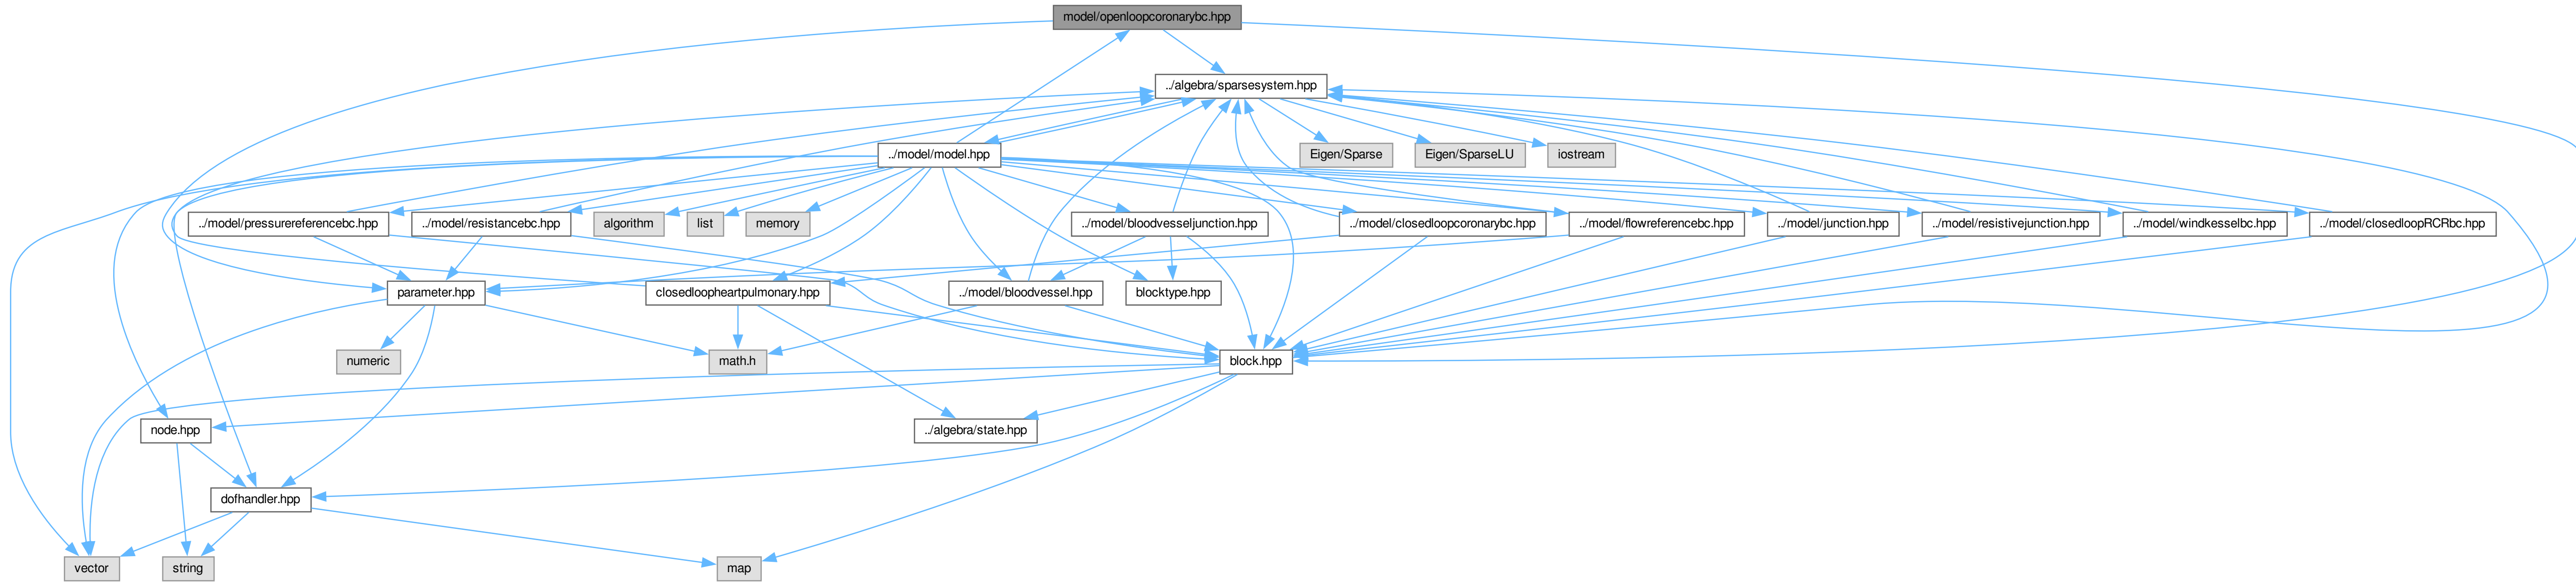 model/openloopcoronarybc.hpp
../algebra/sparsesystem.hpp
../model/model.hpp
Eigen/Sparse
Eigen/SparseLU
iostream
../model/pressurereferencebc.hpp
../model/resistancebc.hpp
algorithm
list
memory
../model/bloodvesseljunction.hpp
../model/closedloopcoronarybc.hpp
../model/flowreferencebc.hpp
../model/junction.hpp
../model/resistivejunction.hpp
../model/windkesselbc.hpp
../model/closedloopRCRbc.hpp
parameter.hpp
closedloopheartpulmonary.hpp
../model/bloodvessel.hpp
blocktype.hpp
numeric
math.h
block.hpp
node.hpp
../algebra/state.hpp
dofhandler.hpp
vector
string
map